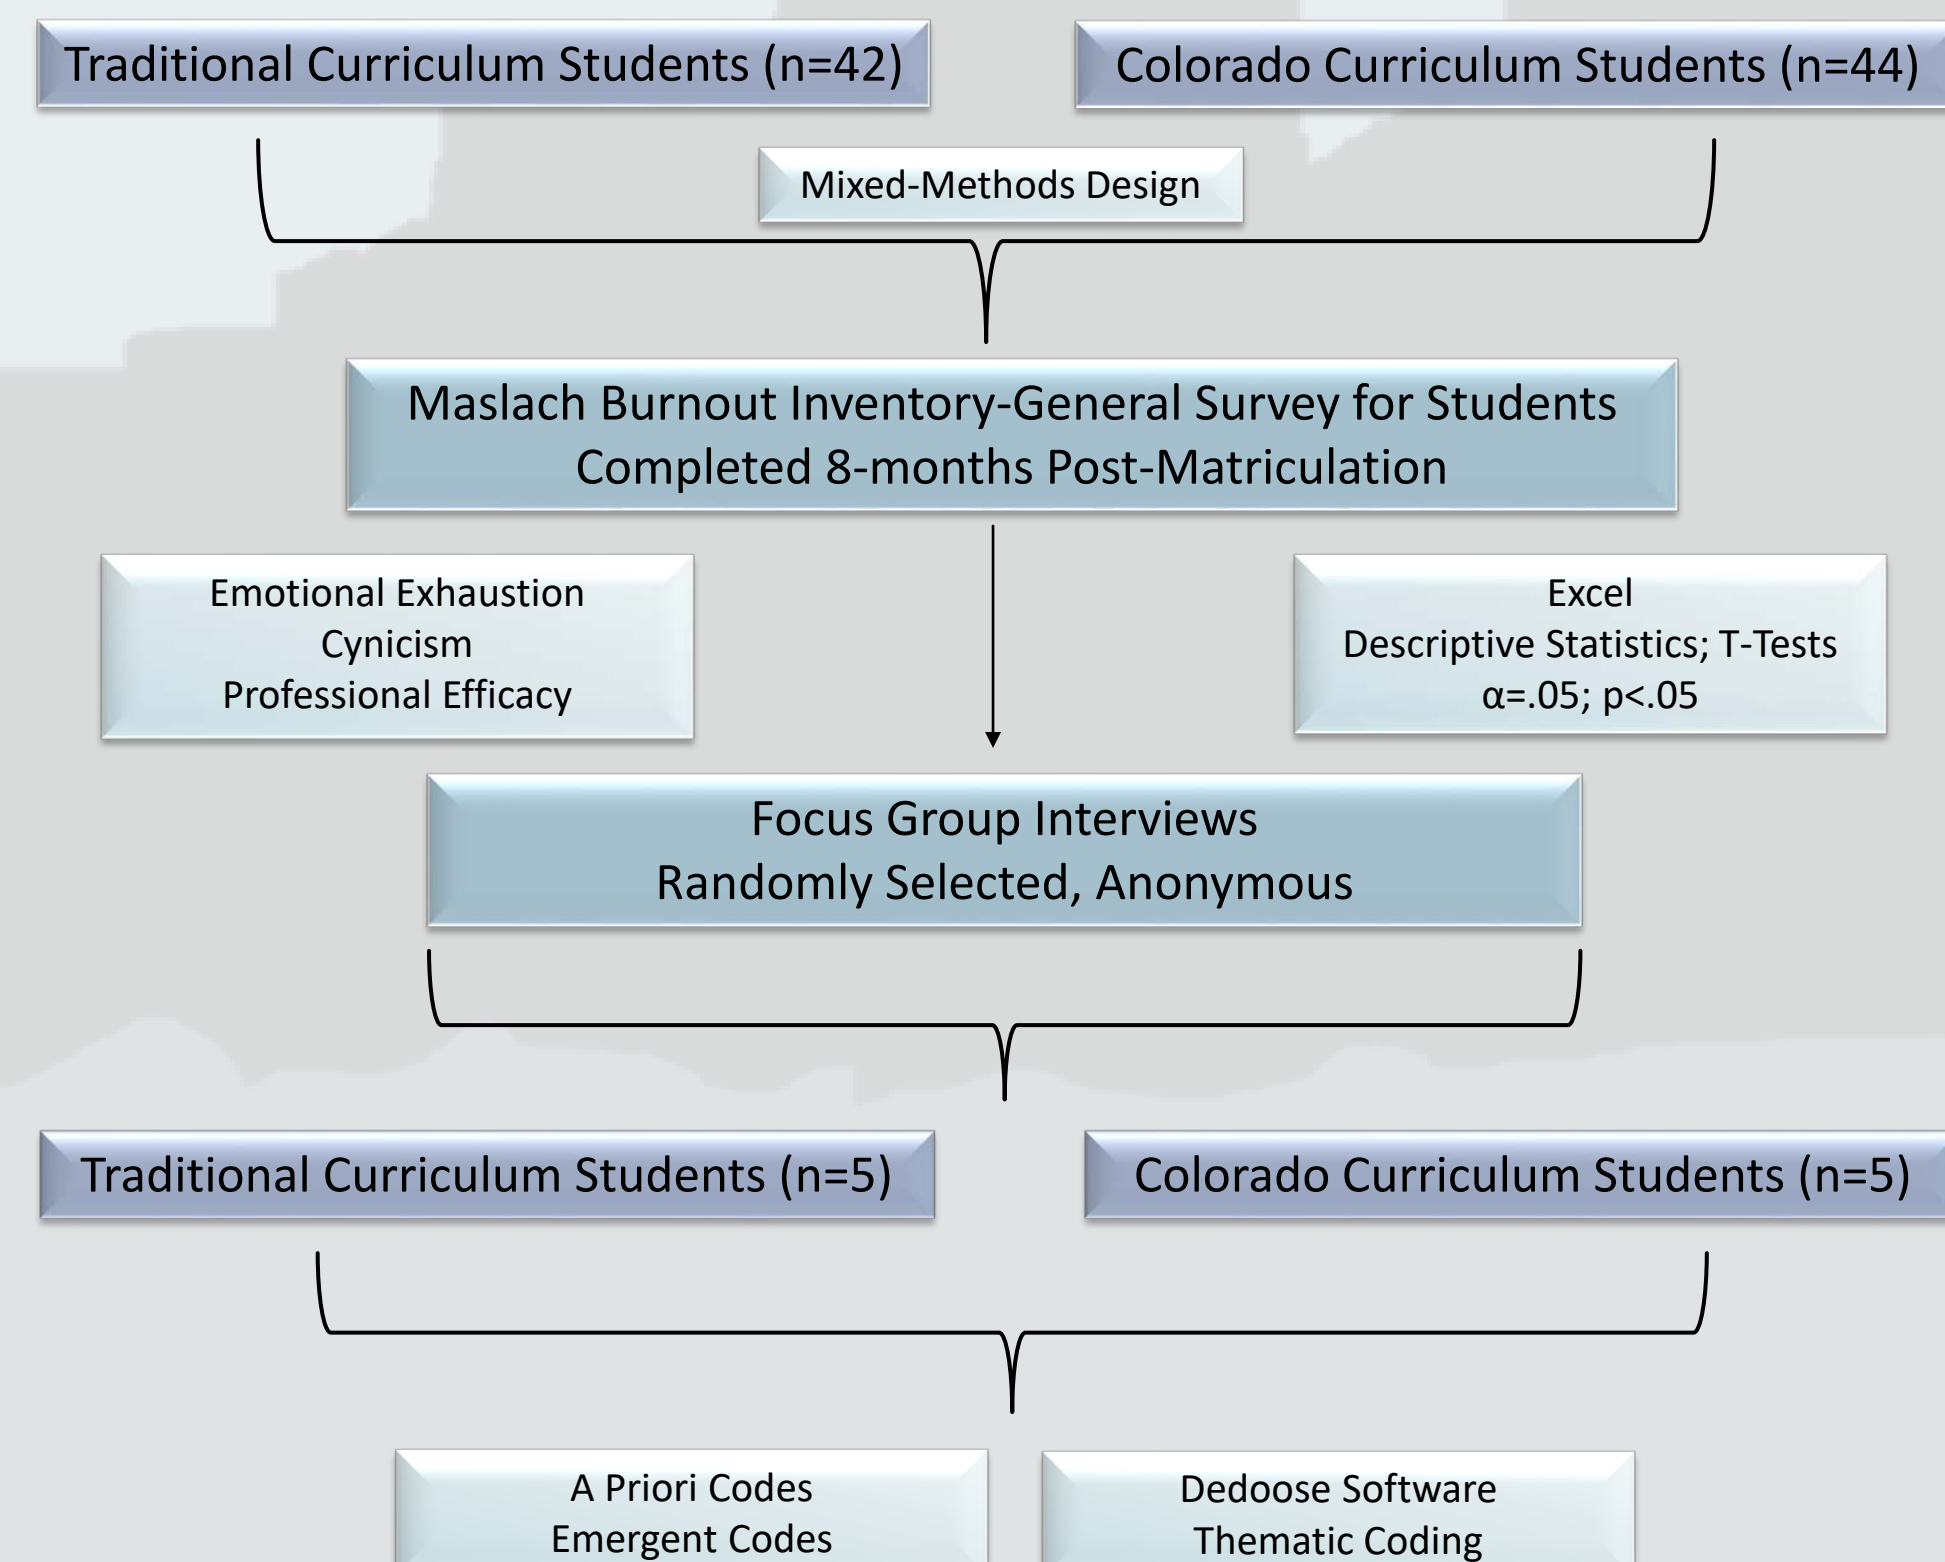 Traditional Curriculum Students (n=42)
Colorado Curriculum Students (n=44)
Mixed-Methods Design
Maslach Burnout Inventory-General Survey for Students
Completed 8-months Post-Matriculation
Emotional Exhaustion
Cynicism
Professional Efficacy
Excel
Descriptive Statistics; T-Tests
α=.05; p<.05
Focus Group Interviews
Randomly Selected, Anonymous
Traditional Curriculum Students (n=5)
Colorado Curriculum Students (n=5)
A Priori Codes
Emergent Codes
Dedoose Software
Thematic Coding